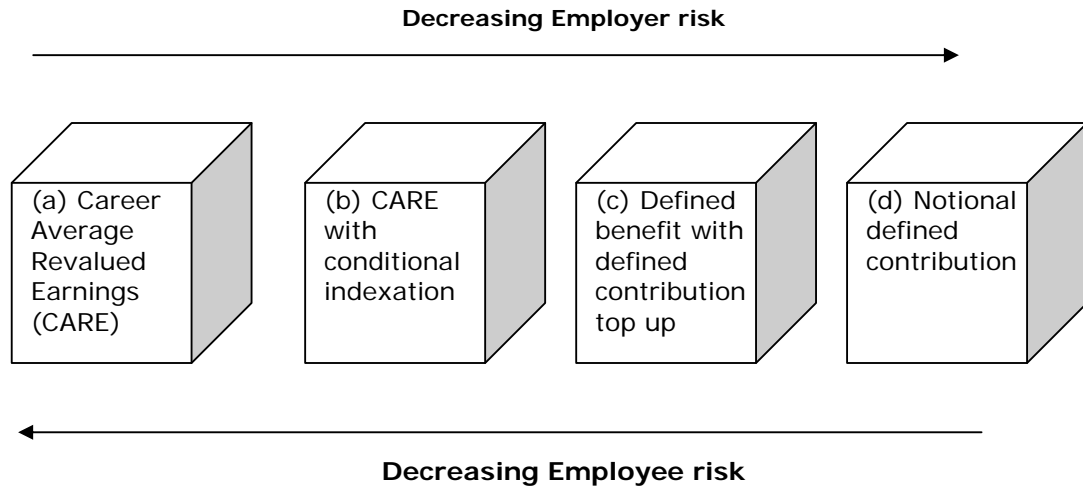 Decreasing Employer risk
(a) Career
Average
Revalued
Earnings
(CARE)
(b) CARE
with
conditional
indexation
(c) Defined
benefit with
defined
contribution
top up
(d) Notional
defined
contribution
Decreasing Employee risk